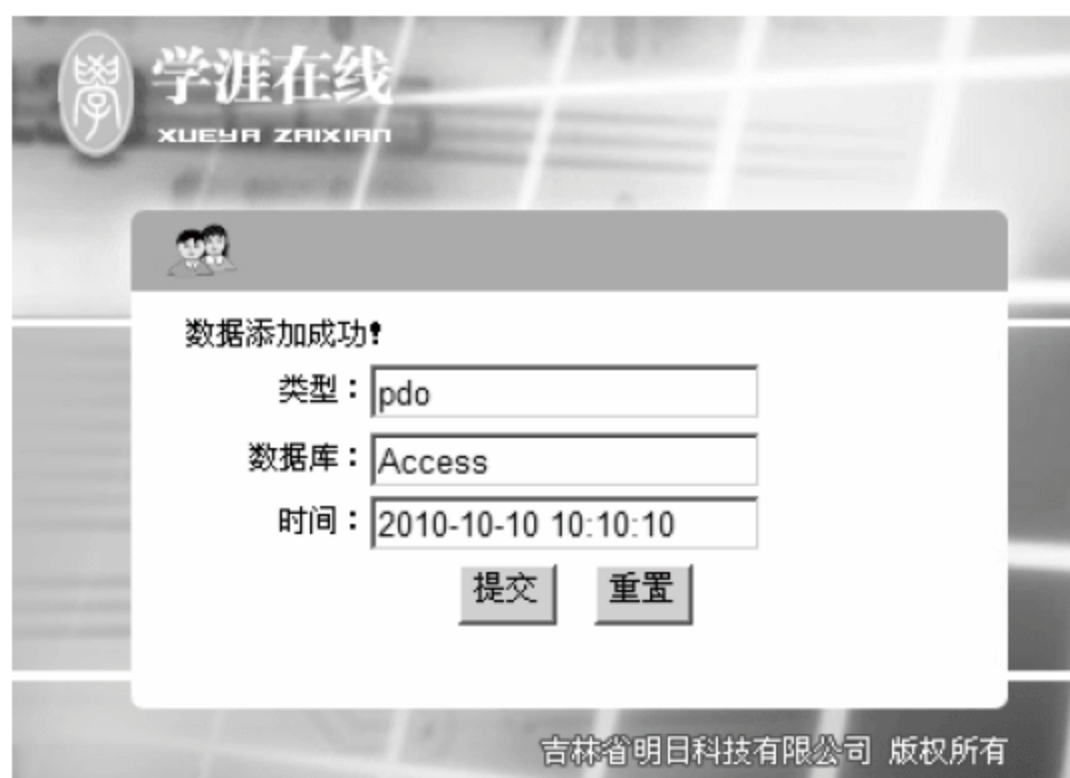 學
学涯在线
XUEYA ZAIXIAN
数据添加成功!
类型：pdo
数据库：Access
时间：2010-10-10 10:10:10
提交 重置
吉林省明日科技有限公司 版权所有